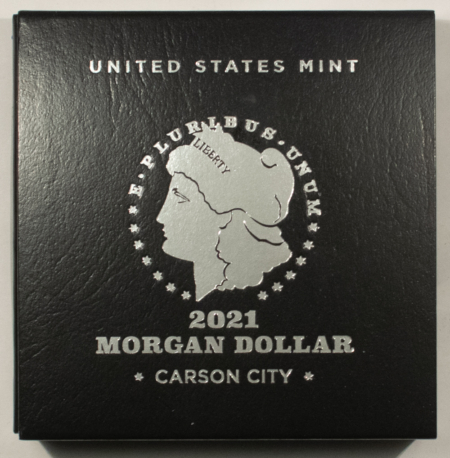 UNITED STATES MINT
E·PLURIBUS·UNUM
LIBERTY
2021
MORGAN DOLLAR
* CARSON CITY *